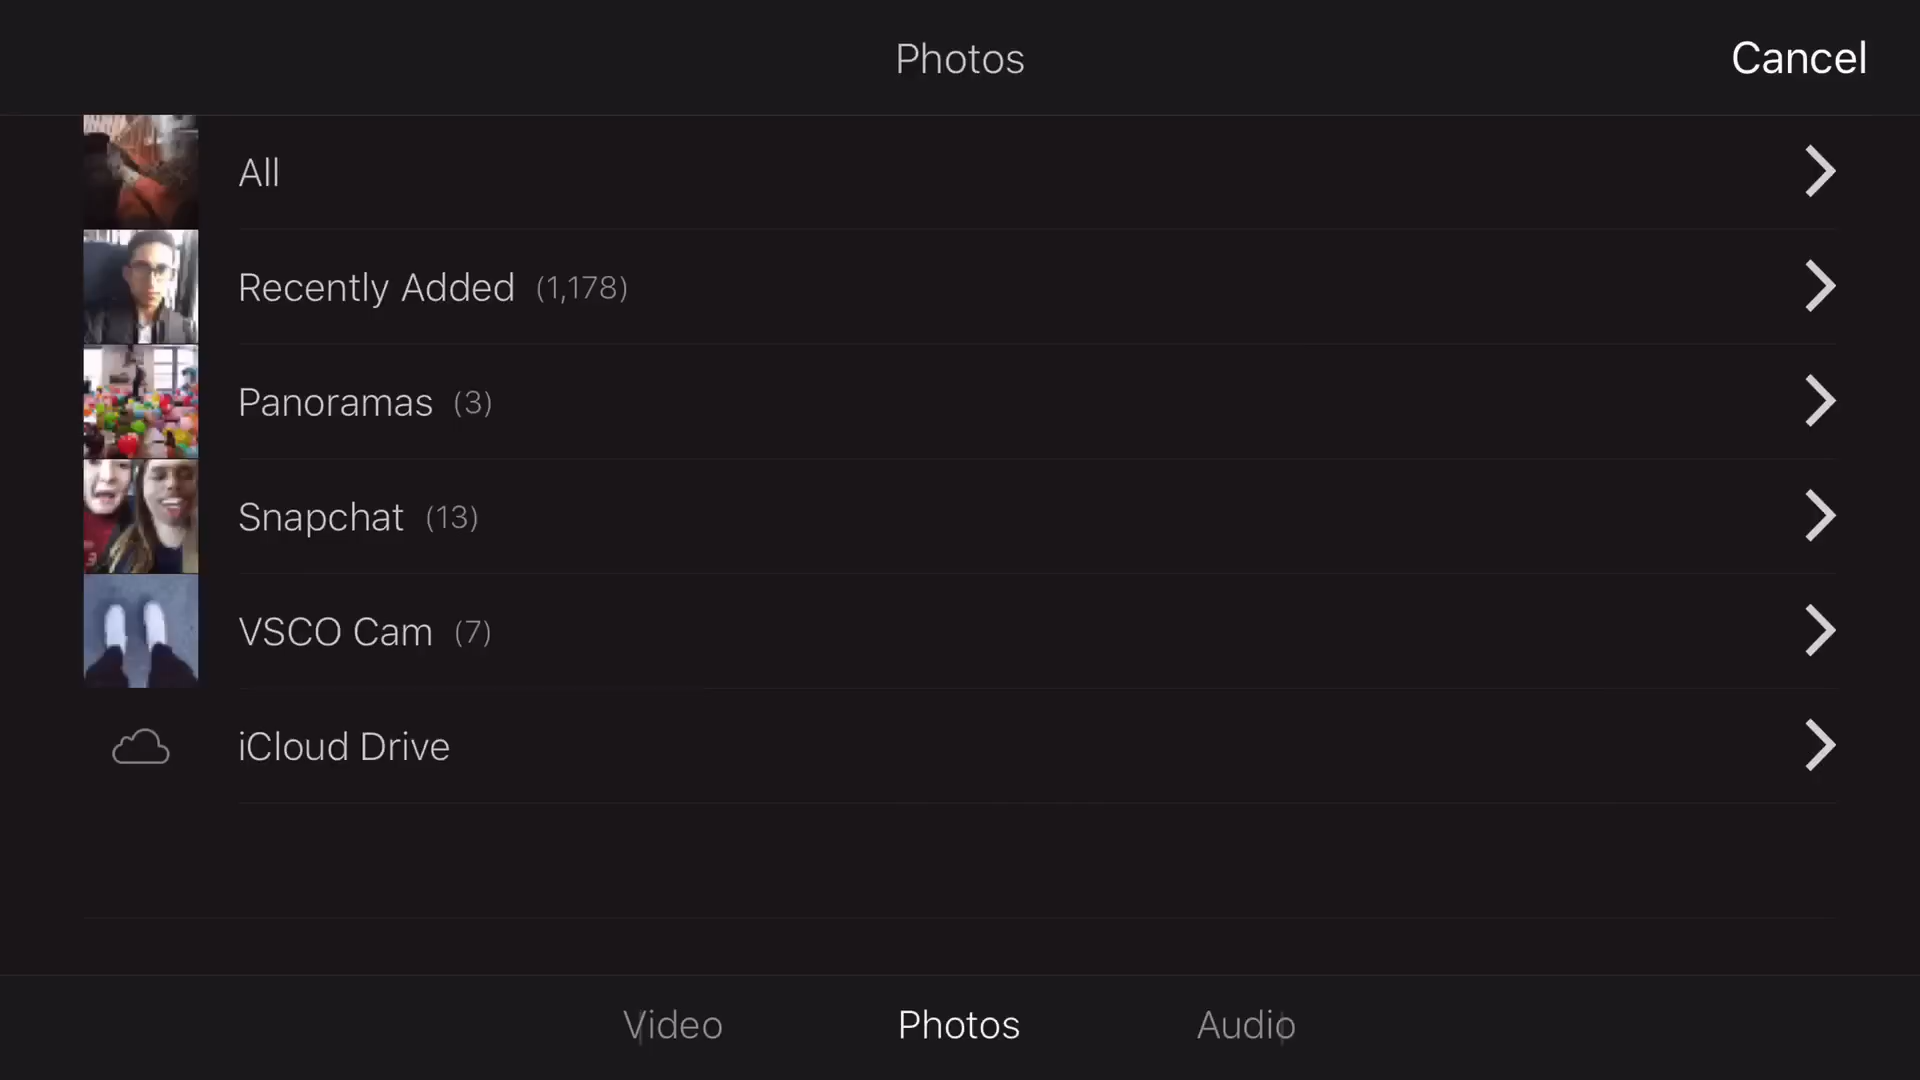 Photos
Cancel
All
Recently Added (1,178)
Panoramas (3)
Snapchat (13)
VSCO Cam (7)
iCloud Drive
Video
Photos
Audio